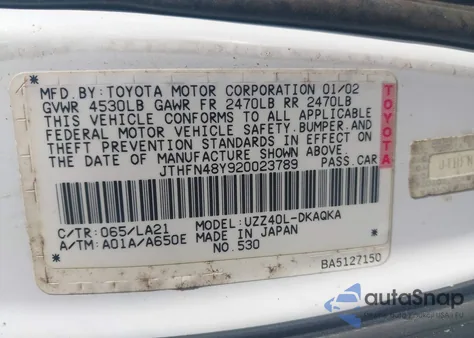 MFD.BY:TOYOTA MOTOR CORPORATION 01/02
GVWR 4530LB GAWR FR 2470LB RR 2470LB
THIS VEHICLE CONFORMS TO ALL APPLICABLE
FEDERAL MOTOR VEHICLE SAFETY,BUMPER,AND
THEFT PREVENTION STANDARDS IN EFFECT ON
THE DATE OF MANUFACTURE SHOWN ABOVE.
JTHFN48Y920023789 PASS.CAR
TOYOTA
C/TR:065/LA21 MODEL:UZZ40L-DKAQKA
A/TM:A01A/A650E MADE IN JAPAN
NO.530
BA5127150
autoSnap